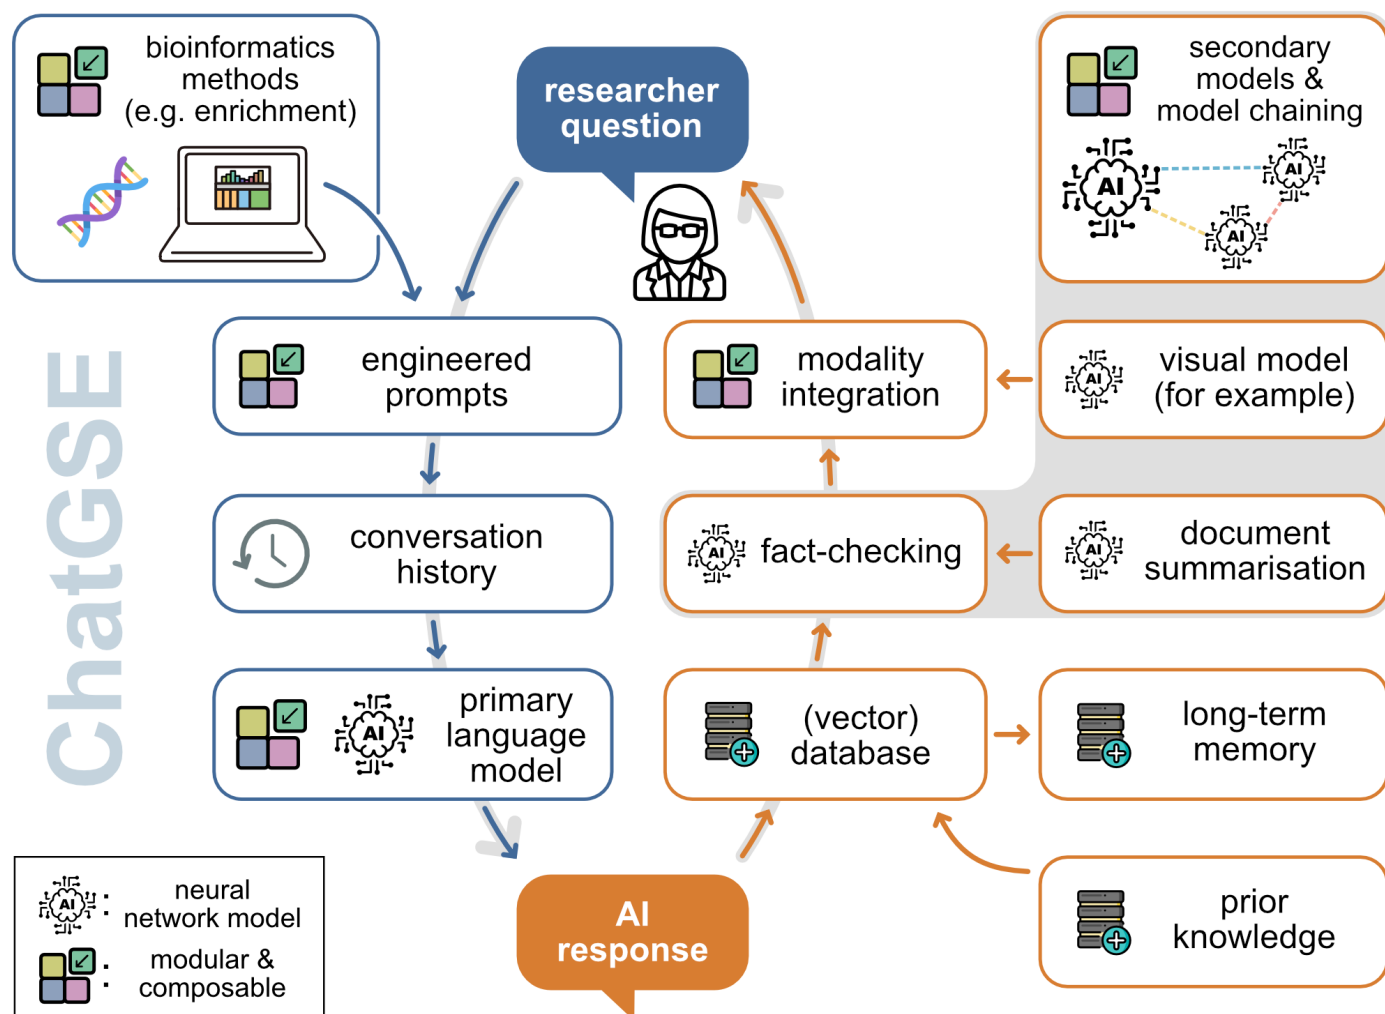 bioinformatics
methods
(e.g. enrichment)
researcher
question
secondary
models &
model chaining
AI
AI
AI
engineered
prompts
modality
integration
AI
visual model
(for example)
conversation
history
AI
fact-checking
AI
document
summarisation
AI
primary
language
model
(vector)
database
long-term
memory
AI
response
prior
knowledge
ChatGSE
AI
:
neural
network model
:
modular &
composable